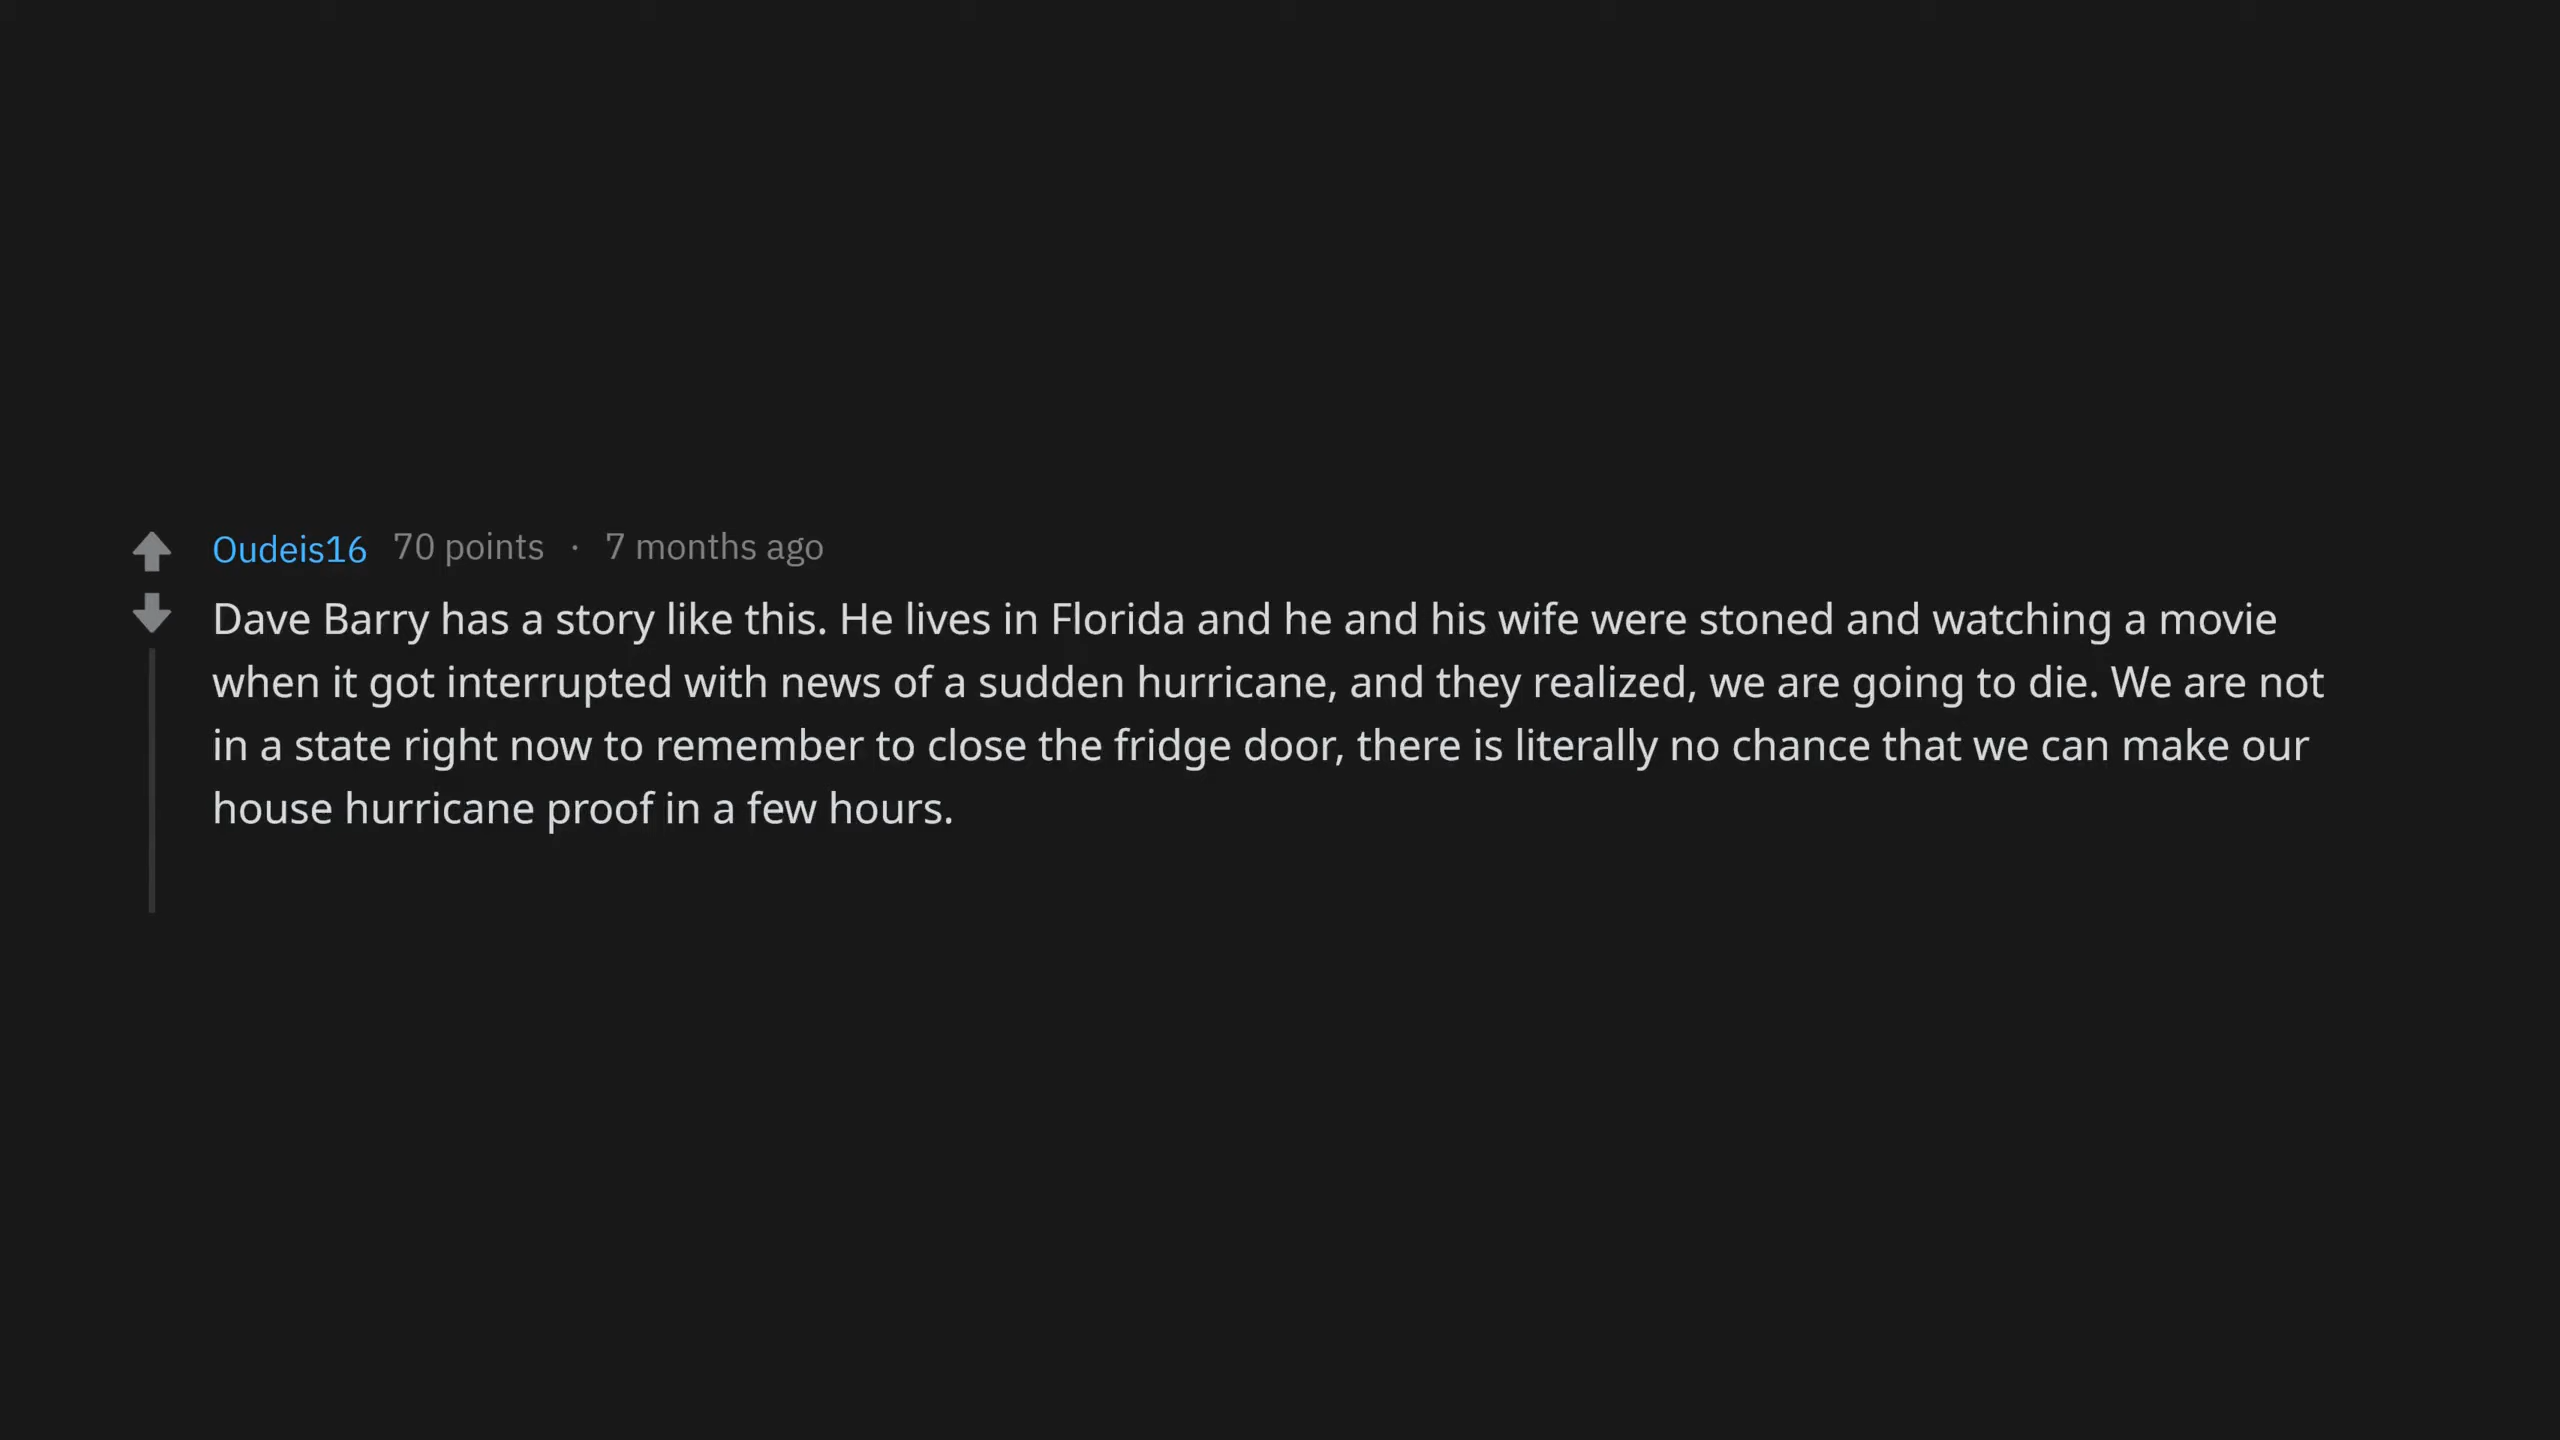 Oudeis16 70 points · 7 months ago
Dave Barry has a story like this. He lives in Florida and he and his wife were stoned and watching a movie
when it got interrupted with news of a sudden hurricane, and they realized, we are going to die. We are not
in a state right now to remember to close the fridge door, there is literally no chance that we can make our
house hurricane proof in a few hours.